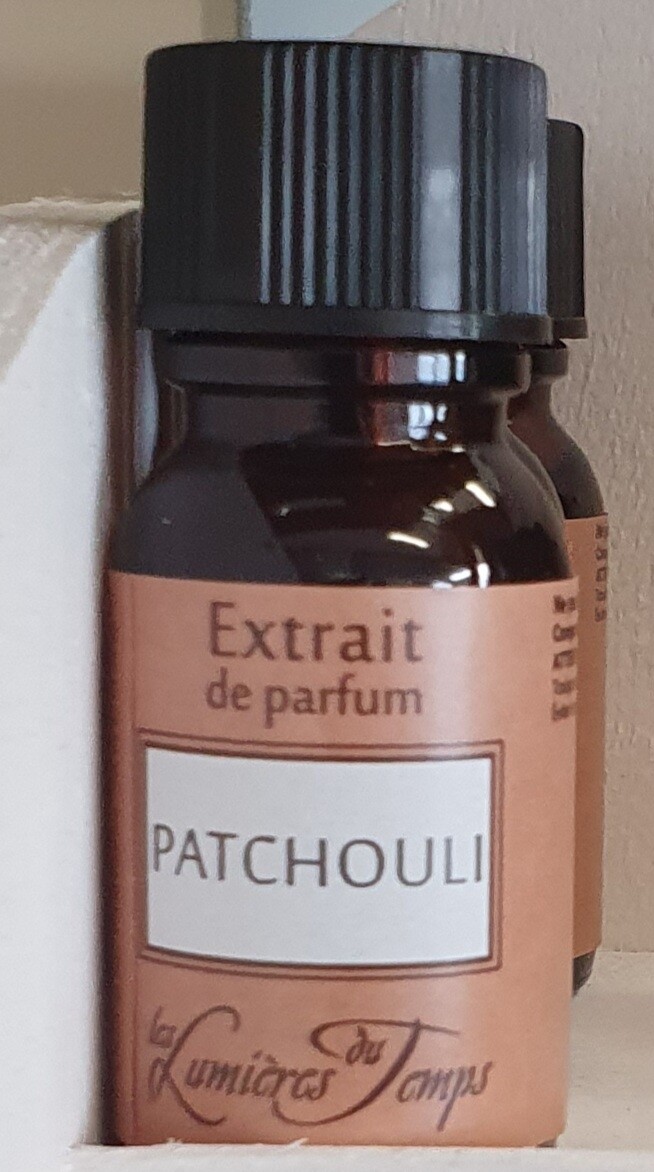 Extrait
de parfum
PATCHOULI
les Lumières du Temps